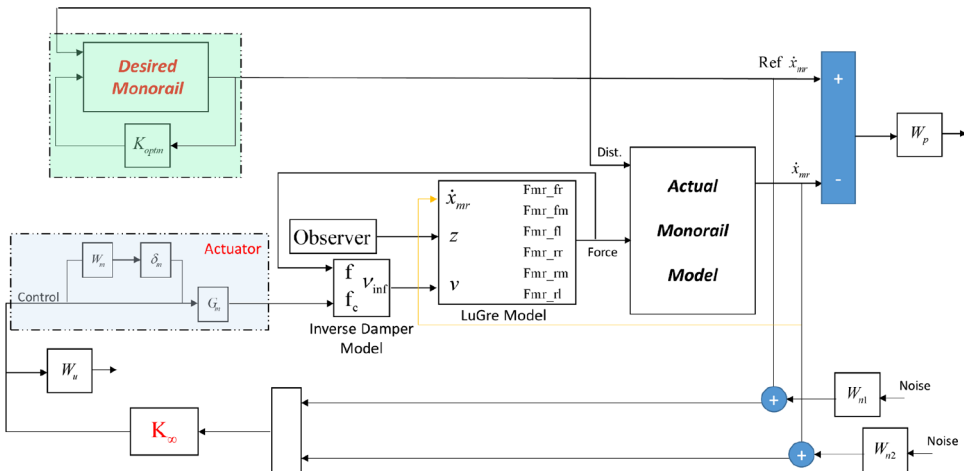 Desired
Monorail
K_optm
Ref ẋ_mr
+
-
ẋ_mr
W_p
Dist.
Actual
Monorail
Model
Force
ẋ_mr
z
v
Fmr_fr
Fmr_fm
Fmr_fl
Fmr_rr
Fmr_rm
Fmr_rl
LuGre Model
Observer
f
f_c
ν_inf
Inverse Damper
Model
Actuator
W_m
δ_m
Control
G_m
W_u
K_∞
+
W_n1
Noise
+
W_n2
Noise